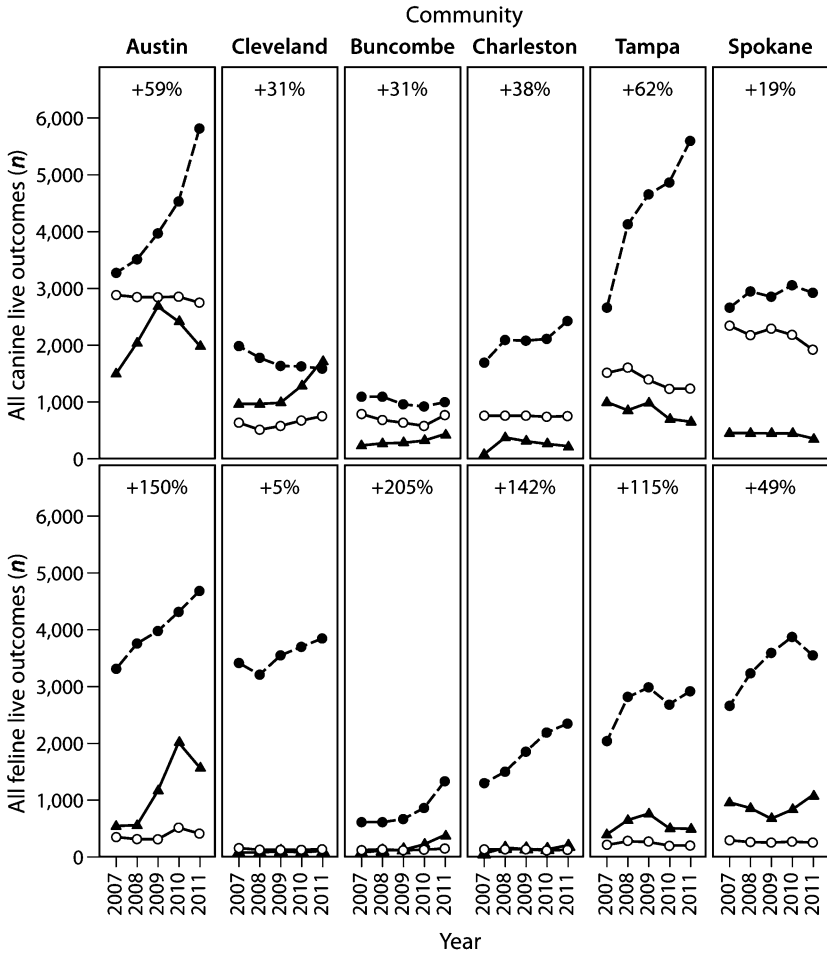 Community
Austin Cleveland Buncombe Charleston Tampa Spokane
+59% +31% +31% +38% +62% +19%
All canine live outcomes (n)
6,000
5,000
4,000
3,000
2,000
1,000
0
+150% +5% +205% +142% +115% +49%
All feline live outcomes (n)
6,000
5,000
4,000
3,000
2,000
1,000
0
2007 2008 2009 2010 2011 2007 2008 2009 2010 2011 2007 2008 2009 2010 2011 2007 2008 2009 2010 2011 2007 2008 2009 2010 2011 2007 2008 2009 2010 2011
Year